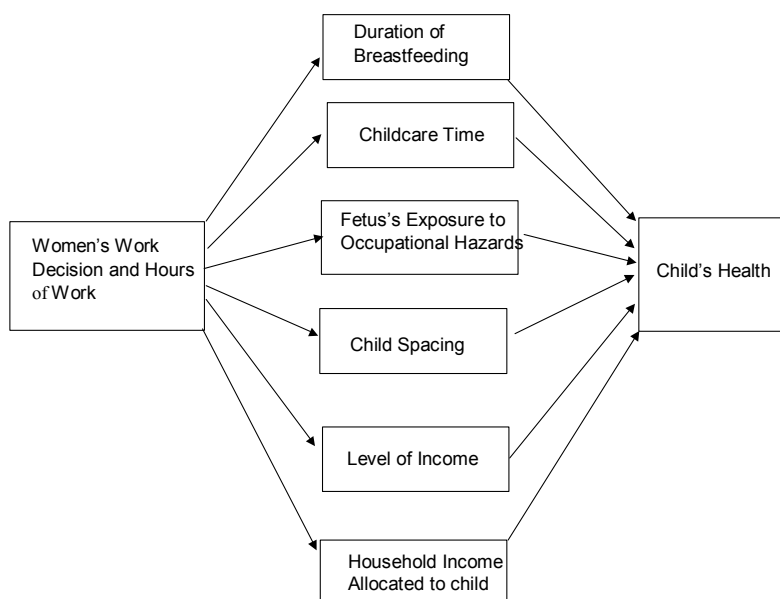 Duration of
Breastfeeding
Childcare Time
Fetus's Exposure to
Occupational Hazards
Women's Work
Decision and Hours
of Work
Child's Health
Child Spacing
Level of Income
Household Income
Allocated to child